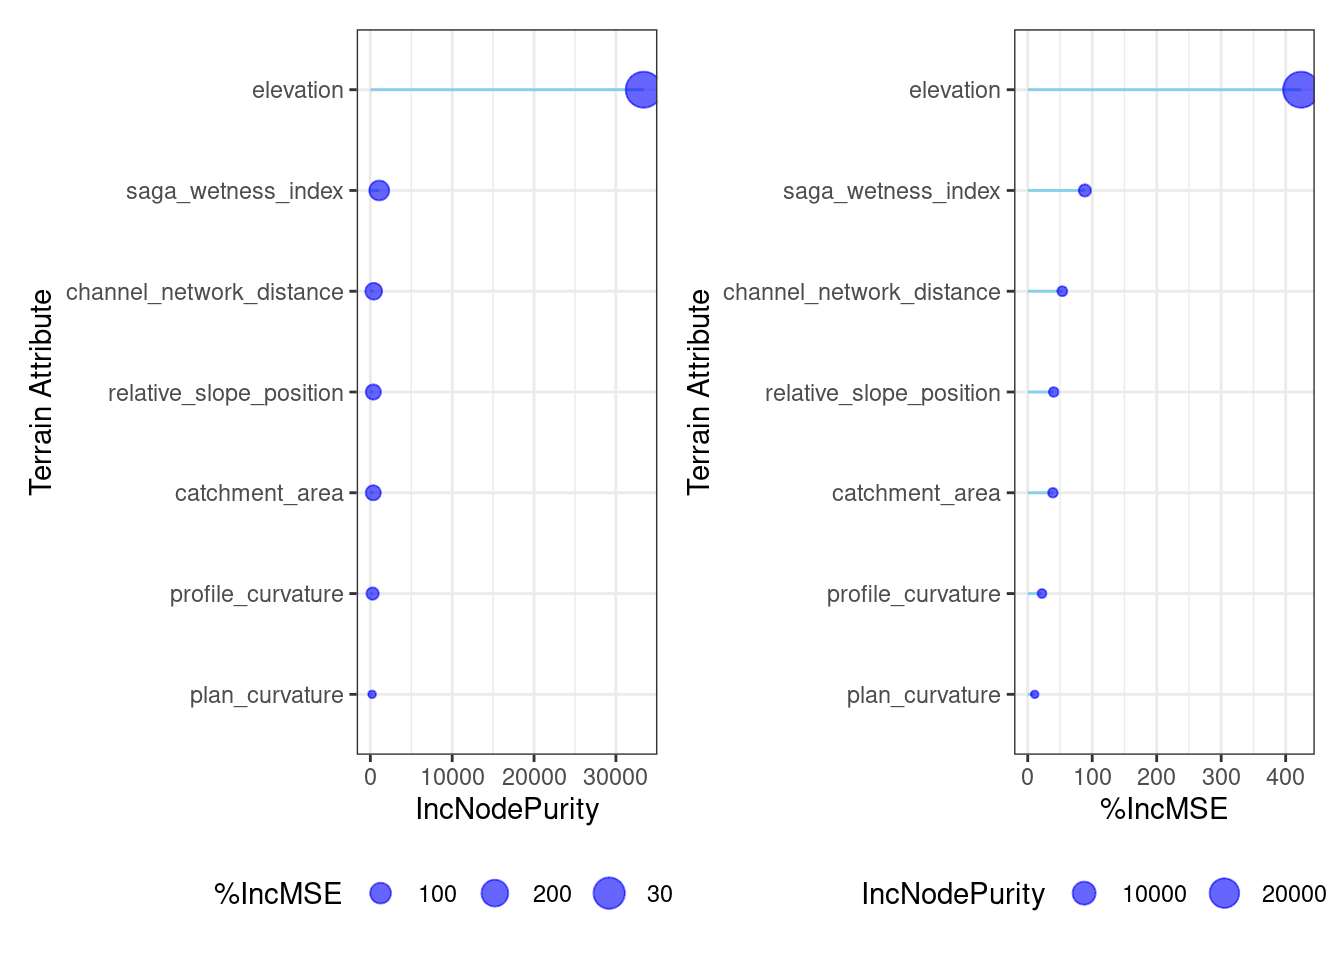 Terrain Attribute
elevation
saga_wetness_index
channel_network_distance
relative_slope_position
catchment_area
profile_curvature
plan_curvature
0 10000 20000 30000
IncNodePurity
%IncMSE 100 200 30
Terrain Attribute
elevation
saga_wetness_index
channel_network_distance
relative_slope_position
catchment_area
profile_curvature
plan_curvature
0 100 200 300 400
%IncMSE
IncNodePurity 10000 20000